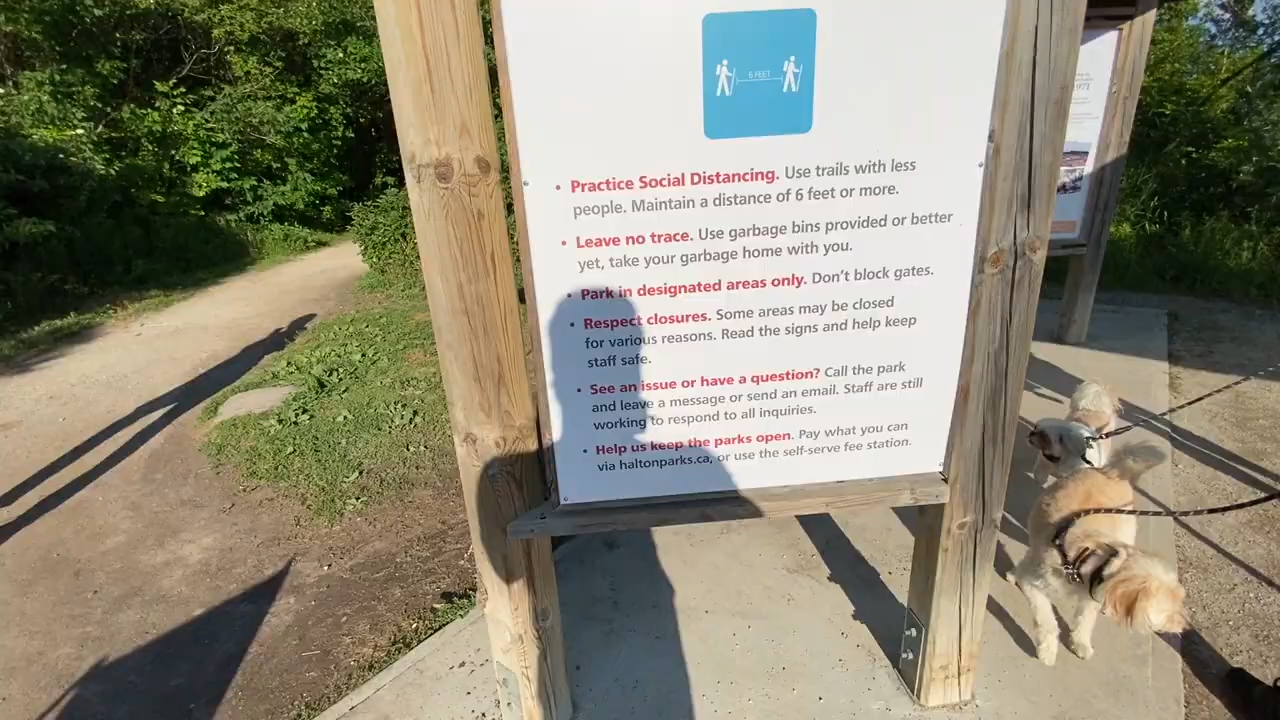 6 FEET
• Practice Social Distancing. Use trails with less
people. Maintain a distance of 6 feet or more.
• Leave no trace. Use garbage bins provided or better
yet, take your garbage home with you.
• Park in designated areas only. Don't block gates.
• Respect closures. Some areas may be closed
for various reasons. Read the signs and help keep
staff safe.
• See an issue or have a question? Call the park
and leave a message or send an email. Staff are still
working to respond to all inquiries.
• Help us keep the parks open. Pay what you can
via haltonparks.ca, or use the self-serve fee station.
1971